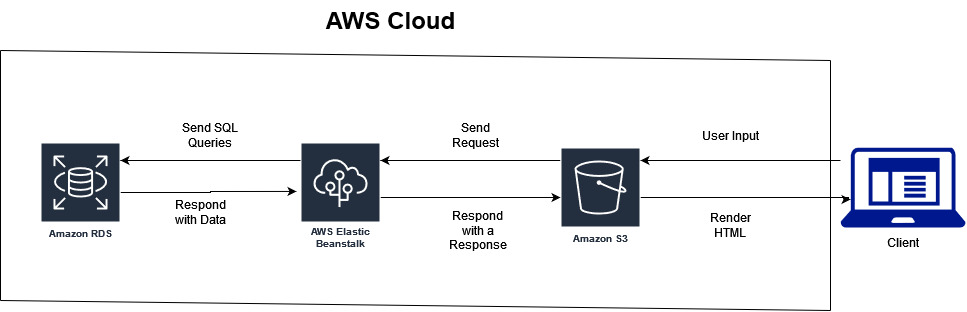 AWS Cloud
Send SQL
Queries
Send
Request
User Input
Respond
with Data
Respond
with a
Response
Render
HTML
Amazon RDS
AWS Elastic
Beanstalk
Amazon S3
Client